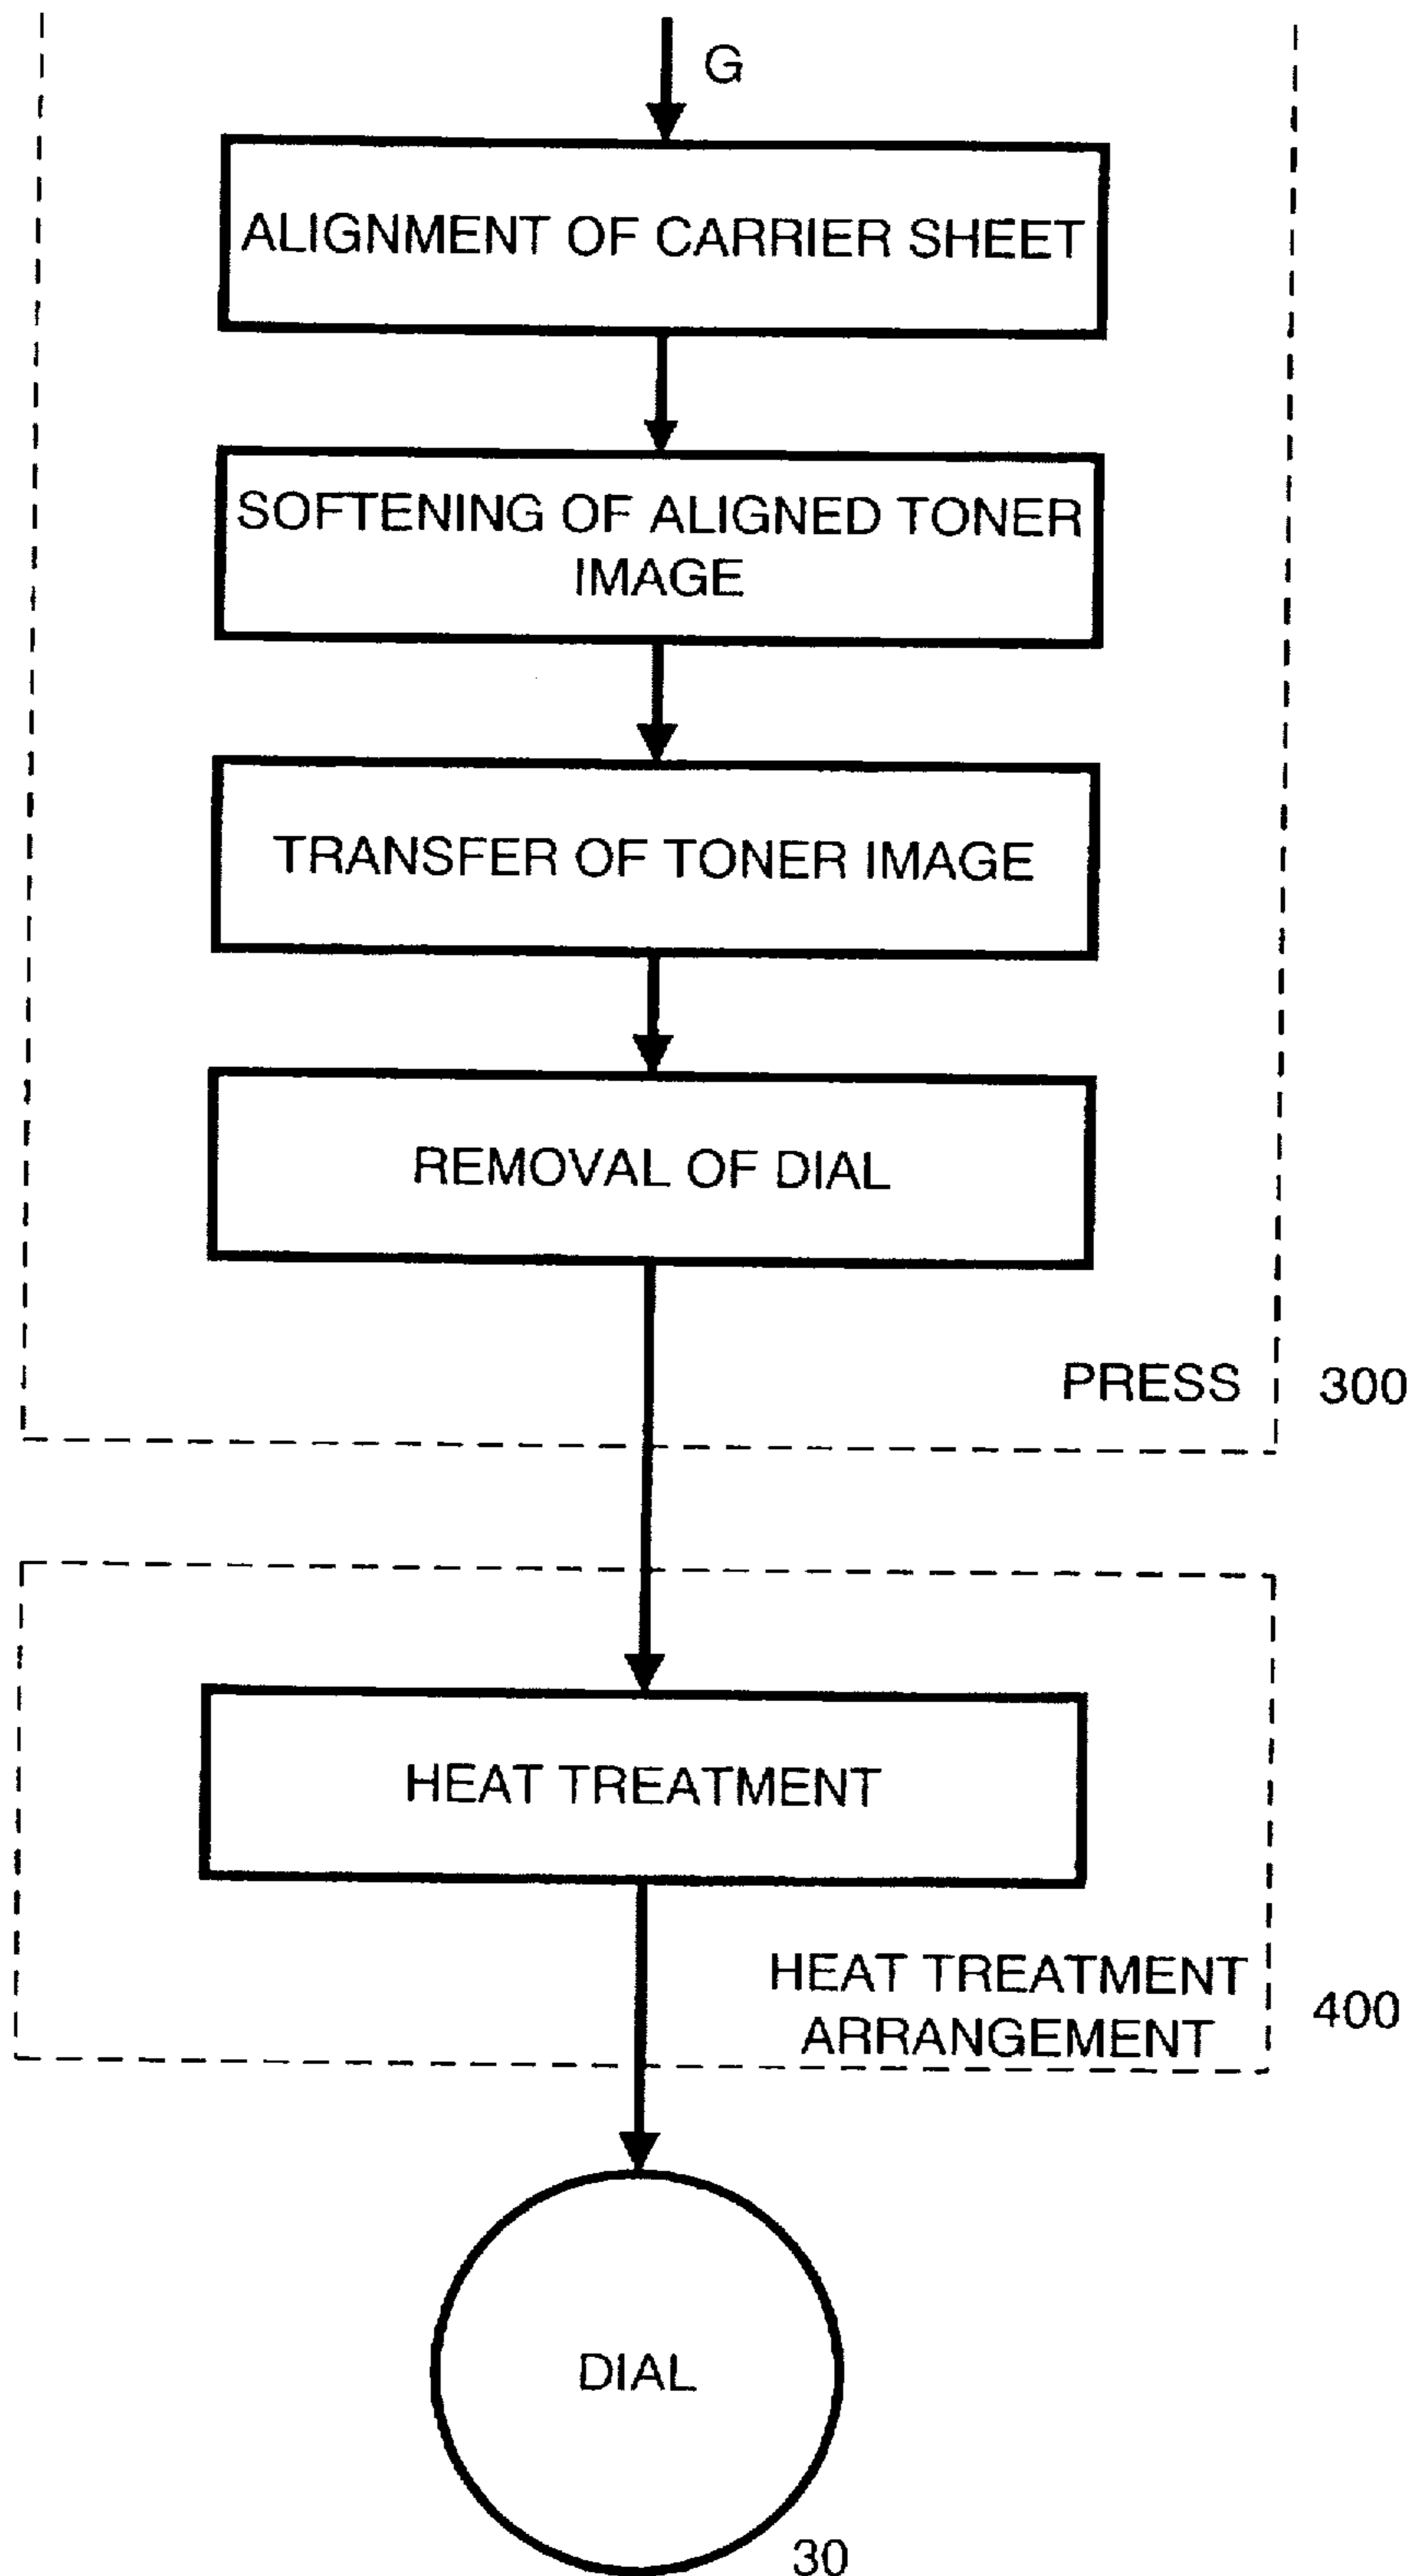 G
ALIGNMENT OF CARRIER SHEET
SOFTENING OF ALIGNED TONER
IMAGE
TRANSFER OF TONER IMAGE
REMOVAL OF DIAL
PRESS
300
HEAT TREATMENT
HEAT TREATMENT
ARRANGEMENT
400
DIAL
30